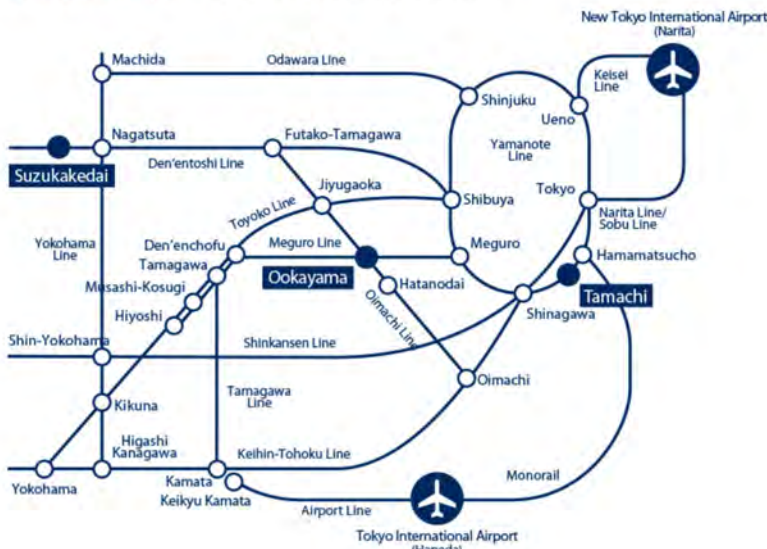 New Tokyo International Airport
(Narita)
Machida
Odawara Line
Keisei
Line
Shinjuku
Ueno
Nagatsuta
Futako-Tamagawa
Yamanote
Line
Suzukakedai
Den'entoshi Line
Jiyugaoka
Shibuya
Tokyo
Toyoko Line
Narita Line/
Sobu Line
Yokohama
Line
Den'enchofu
Meguro Line
Meguro
Hamamatsucho
Tamagawa
Ookayama
Hatanodai
Tamachi
Musashi-Kosugi
Oimachi Line
Shinagawa
Hiyoshi
Shin-Yokohama
Shinkansen Line
Oimachi
Kikuna
Tamagawa
Line
Higashi
Kanagawa
Keihin-Tohoku Line
Yokohama
Kamata
Keikyu Kamata
Monorail
Airport Line
Tokyo International Airport